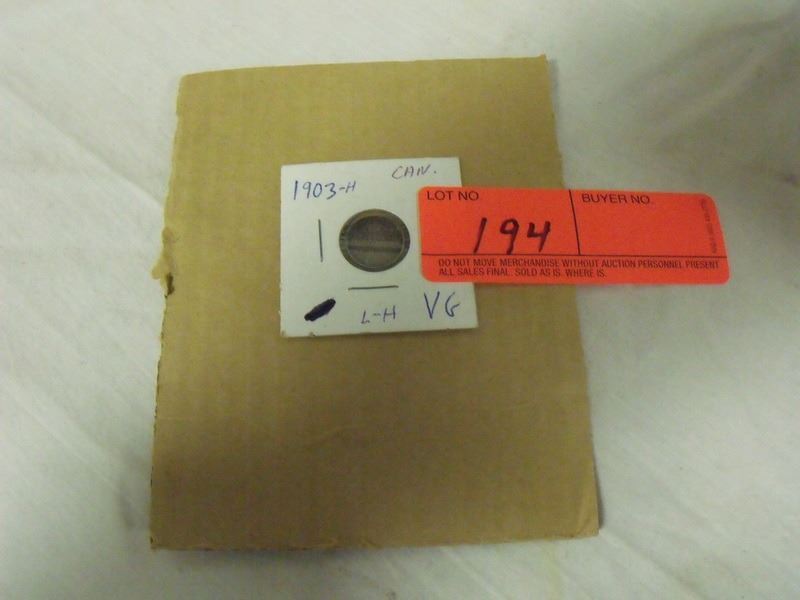 1903-H CAN.
L-H VG
LOT NO. BUYER NO.
194
DO NOT MOVE MERCHANDISE WITHOUT AUCTION PERSONNEL PRESENT
ALL SALES FINAL. SOLD AS IS. WHERE IS.